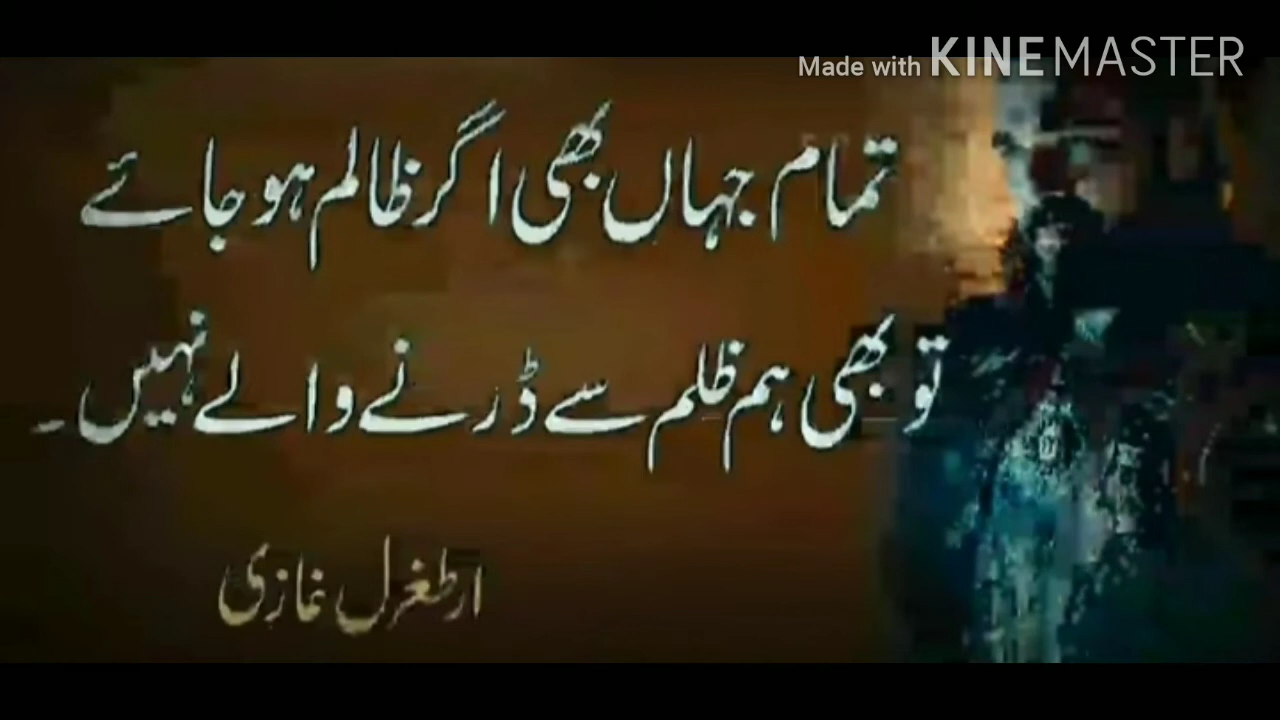 Made with KINEMASTER
تمام جہاں بھی اگر ظالم ہو جائے
تو بھی ہم ظلم سے ڈرنے والے نہیں۔
ارطغرل غازی